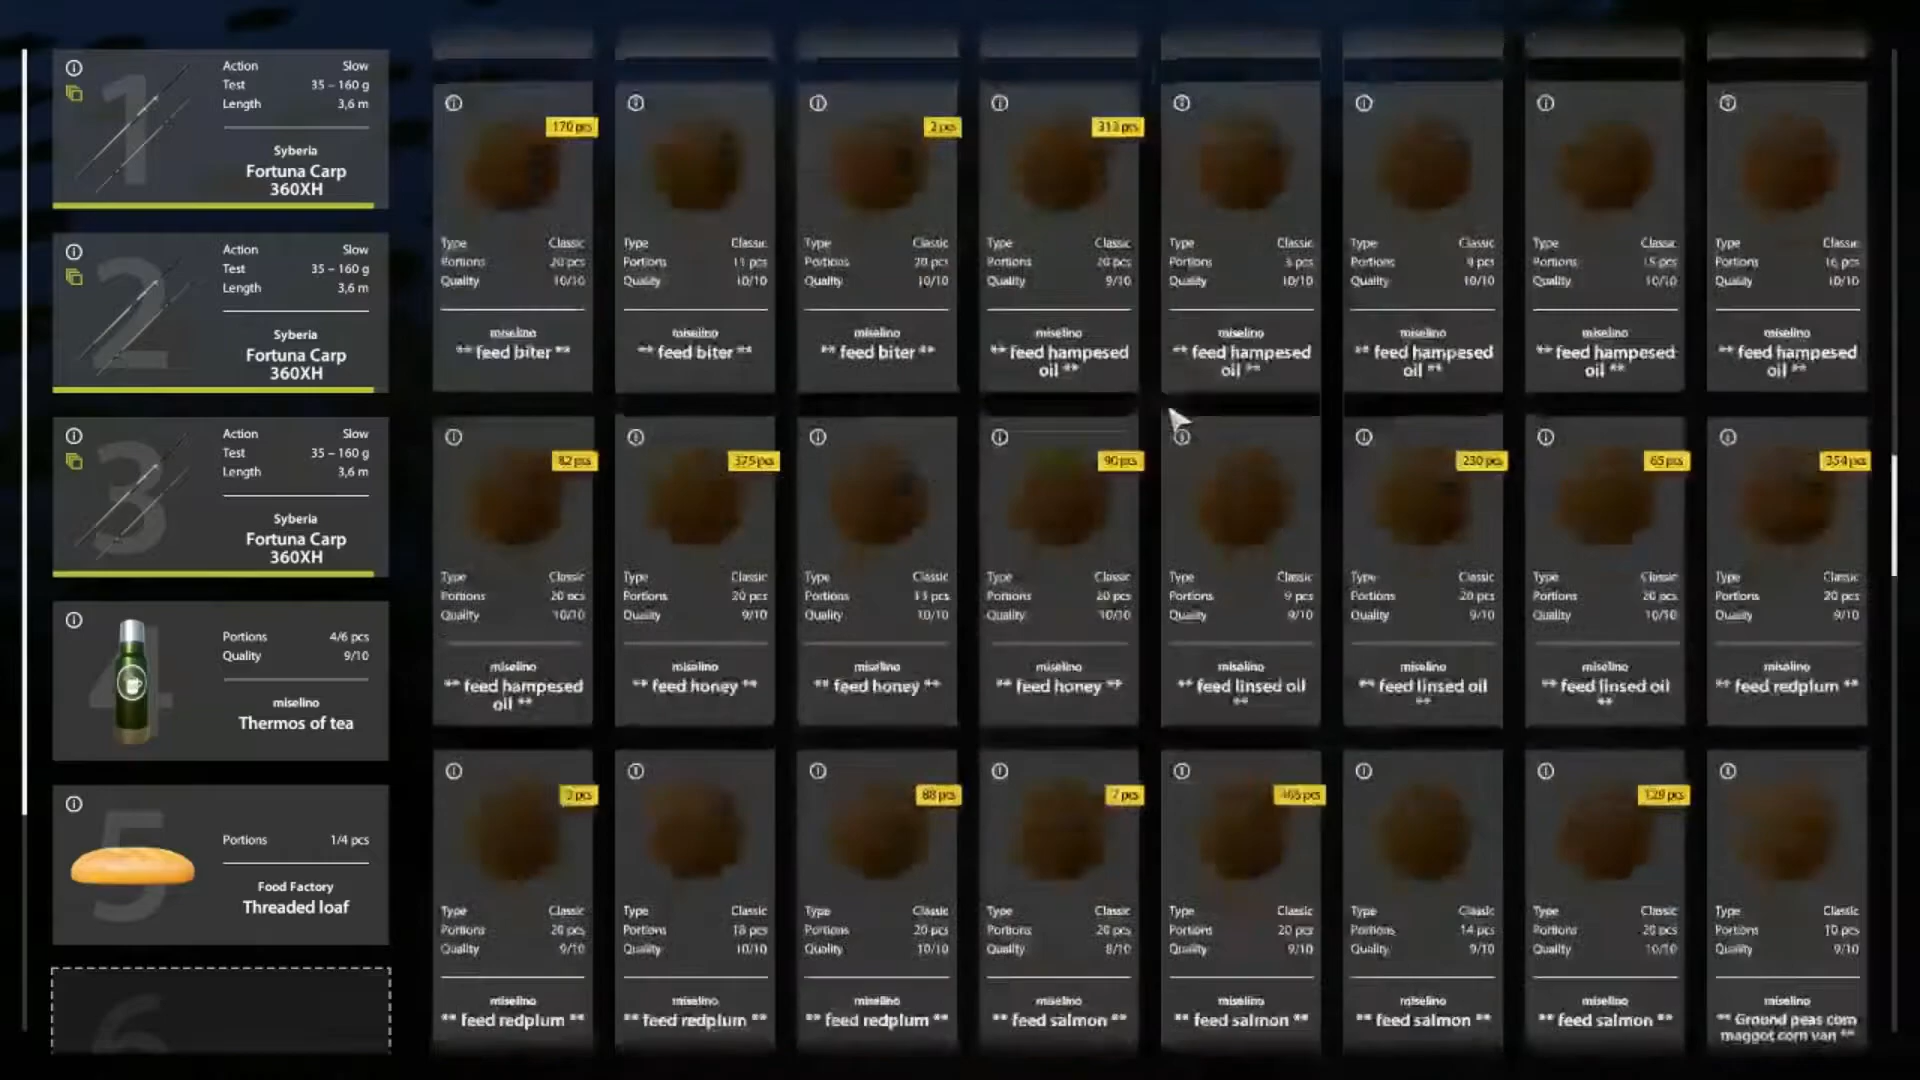 1
Action Slow
Test 35 – 160 g
Length 3,6 m
Syberia
Fortuna Carp
360XH
2
Action Slow
Test 35 – 160 g
Length 3,6 m
Syberia
Fortuna Carp
360XH
3
Action Slow
Test 35 – 160 g
Length 3,6 m
Syberia
Fortuna Carp
360XH
4
Portions 4/6 pcs
Quality 9/10
miselino
Thermos of tea
5
Portions 1/4 pcs
Food Factory
Threaded loaf
6
170 pcs
Type Classic
Portions 20 pcs
Quality 10/10
miselino
** feed biter **
Type Classic
Portions 11 pcs
Quality 10/10
miselino
** feed biter **
2 pcs
Type Classic
Portions 20 pcs
Quality 10/10
miselino
** feed biter **
313 pcs
Type Classic
Portions 20 pcs
Quality 9/10
miselino
** feed hampesed
oil **
Type Classic
Portions pcs
Quality 10/10
miselino
** feed hampesed
oil **
Type Classic
Portions 9 pcs
Quality 10/10
miselino
** feed hampesed
oil **
Type Classic
Portions 15 pcs
Quality 10/10
miselino
** feed hampesed
oil **
Type Classic
Portions 16 pcs
Quality 10/10
miselino
** feed hampesed
oil **
82 pcs
Type Classic
Portions 20 pcs
Quality 10/10
miselino
** feed hampesed
oil **
375 pcs
Type Classic
Portions 20 pcs
Quality 9/10
miselino
** feed honey **
Type Classic
Portions pcs
Quality 10/10
miselino
** feed honey **
90 pcs
Type Classic
Portions 20 pcs
Quality 10/10
miselino
** feed honey **
Type Classic
Portions 9 pcs
Quality 9/10
miselino
** feed linsed oil
**
230 pcs
Type Classic
Portions 20 pcs
Quality 9/10
miselino
** feed linsed oil
**
65 pcs
Type Classic
Portions 20 pcs
Quality 10/10
miselino
** feed linsed oil
**
354 pcs
Type Classic
Portions 20 pcs
Quality 9/10
miselino
** feed redplum **
pcs
Type Classic
Portions 20 pcs
Quality 9/10
miselino
** feed redplum **
Type Classic
Portions 18 pcs
Quality 10/10
miselino
** feed redplum **
88 pcs
Type Classic
Portions 20 pcs
Quality 10/10
miselino
** feed redplum **
7 pcs
Type Classic
Portions 20 pcs
Quality 8/10
miselino
** feed salmon **
pcs
Type Classic
Portions 20 pcs
Quality 9/10
miselino
** feed salmon **
Type Classic
Portions 14 pcs
Quality 9/10
miselino
** feed salmon **
129 pcs
Type Classic
Portions 20 pcs
Quality 10/10
miselino
** feed salmon **
Type Classic
Portions 10 pcs
Quality 9/10
miselino
** Ground peas corn
maggot corn van **